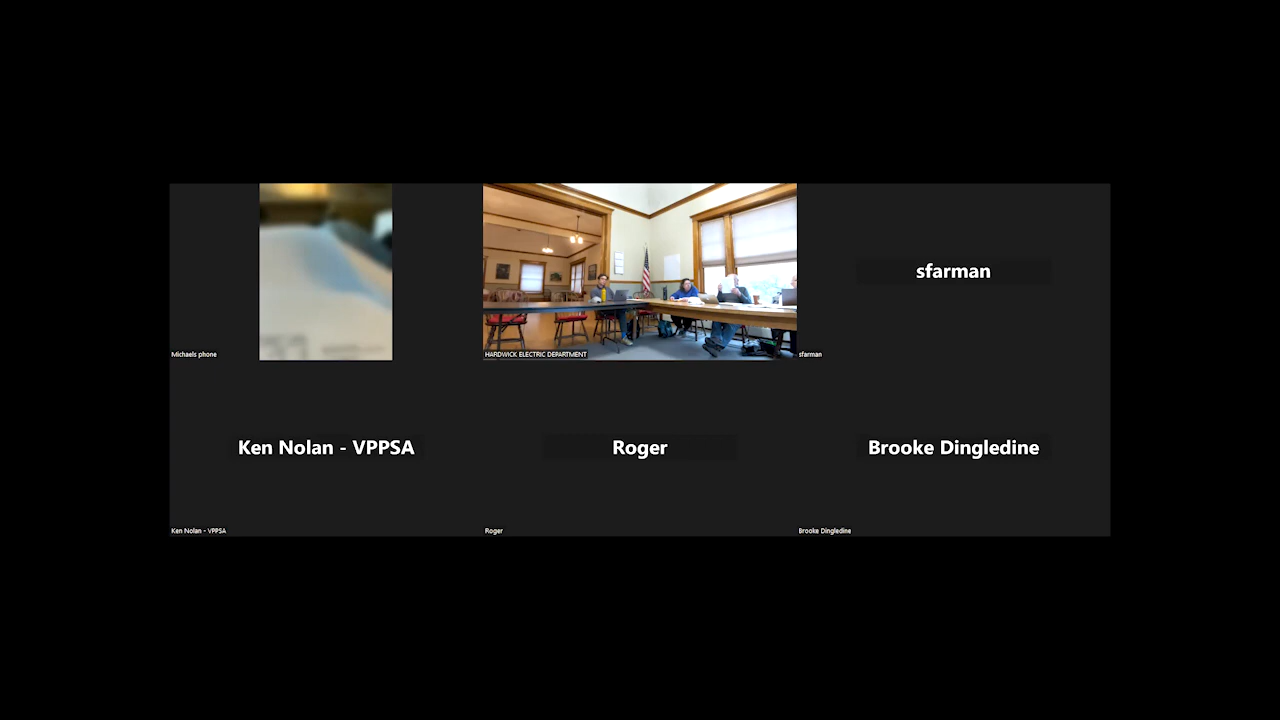 sfarman
Michaels phone
HARDWICK ELECTRIC DEPARTMENT
sfarman
Ken Nolan - VPPSA
Roger
Brooke Dingledine
Ken Nolan - VPPSA
Roger
Brooke Dingledine